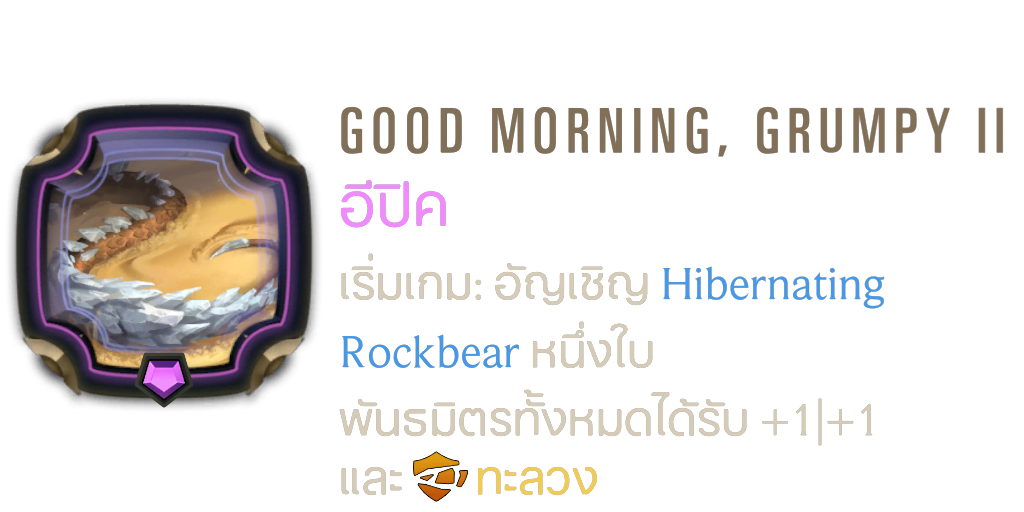 GOOD MORNING, GRUMPY II
อีปิค
เริ่มเกม: อัญเชิญ Hibernating
Rockbear หนึ่งใบ
พันธมิตรทั้งหมดได้รับ +1|+1
และ ทะลวง